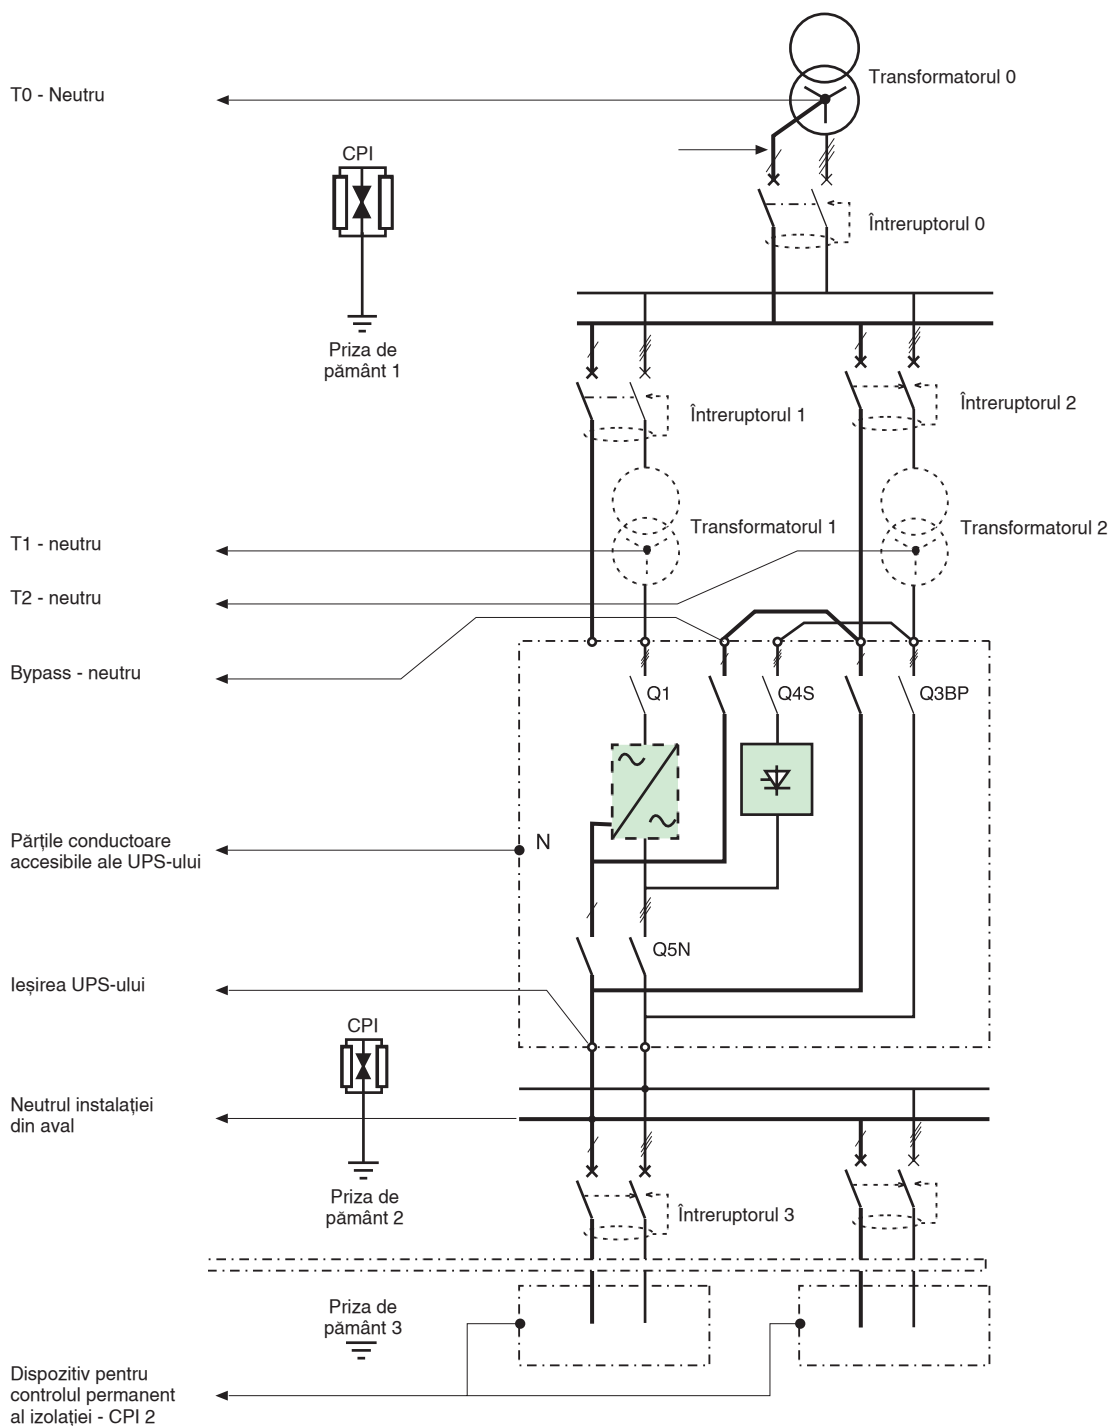 Transformatorul 0
T0 - Neutru
CPI
Întreruptorul 0
Priza de
pământ 1
Întreruptorul 1
Întreruptorul 2
Transformatorul 1
Transformatorul 2
T1 - neutru
T2 - neutru
Bypass - neutru
Q1
Q4S
Q3BP
Părțile conductoare
accesibile ale UPS-ului
N
Q5N
Ieșirea UPS-ului
CPI
Neutrul instalației
din aval
Priza de
pământ 2
Întreruptorul 3
Priza de
pământ 3
Dispozitiv pentru
controlul permanent
al izolației - CPI 2